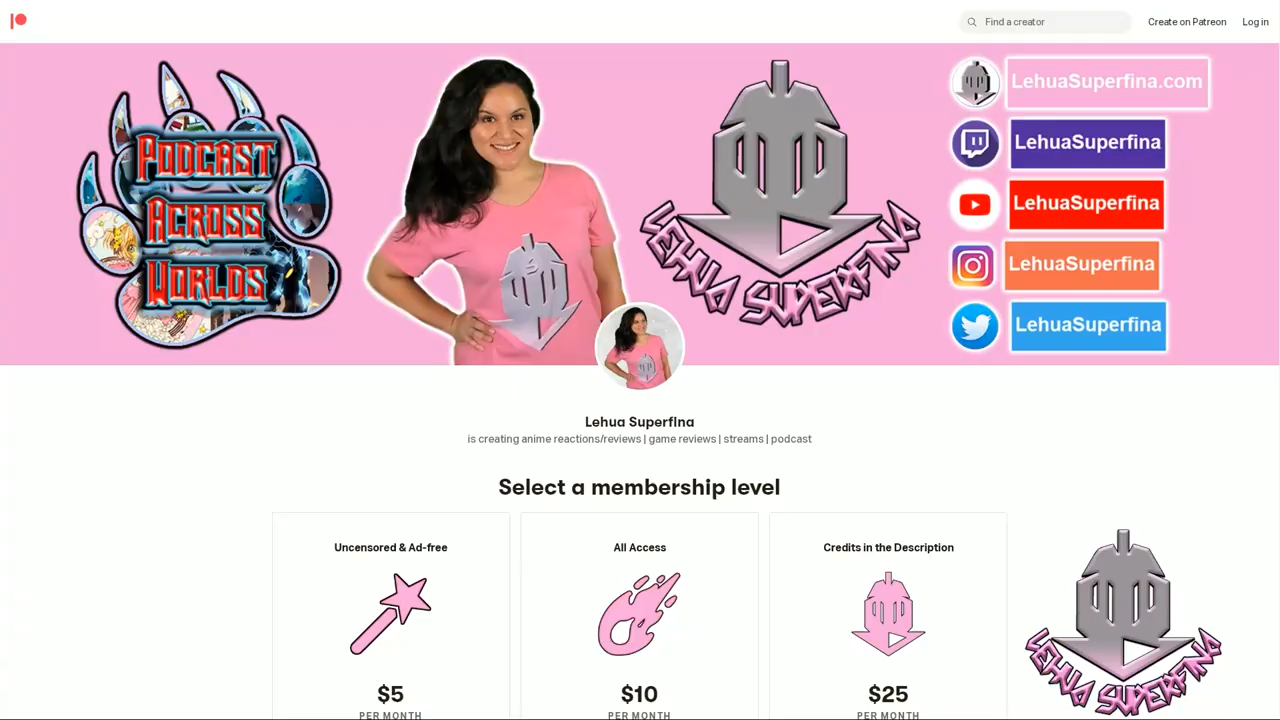 Find a creator
Create on Patreon
Log in
PODCAST
ACROSS
WORLDS
LEHUA SUPERFINA
LehuaSuperfina.com
LehuaSuperfina
LehuaSuperfina
LehuaSuperfina
LehuaSuperfina
Lehua SuperfIna
is creating anime reactions/reviews | game reviews | streams | podcast
Select a membership level
Uncensored & Ad-free
All Access
Credits in the Description
$5
$10
$25
PER MONTH
PER MONTH
PER MONTH
LEHUA SUPERFINA